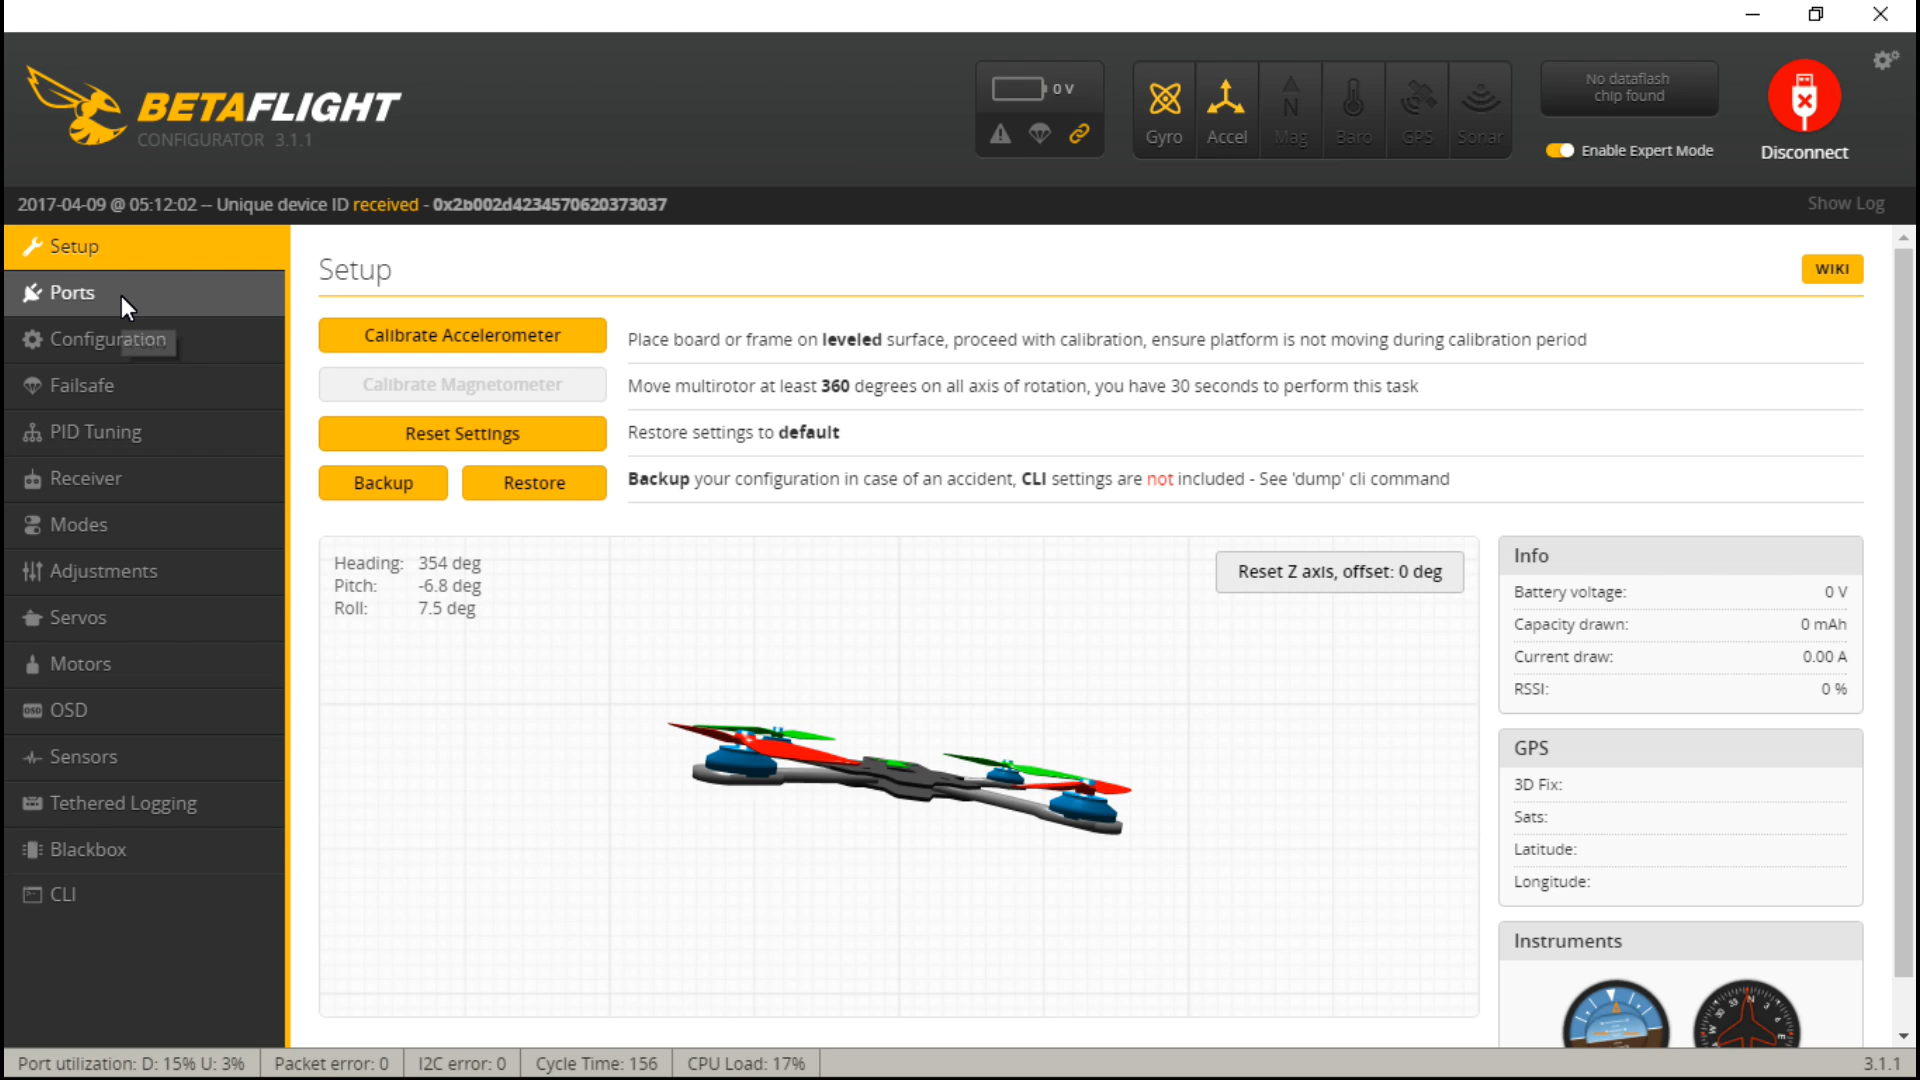 BETAFLIGHT
CONFIGURATOR 3.1.1
0 V
Gyro
Accel
Mag
Baro
GPS
Sonar
No dataflash
chip found
Enable Expert Mode
Disconnect
2017-04-09 @ 05:12:02 -- Unique device ID received - 0x2b002d4234570620373037
Show Log
Setup
Ports
Configuration
Failsafe
PID Tuning
Receiver
Modes
Adjustments
Servos
Motors
OSD
Sensors
Tethered Logging
Blackbox
CLI
Setup
WIKI
Calibrate Accelerometer
Place board or frame on leveled surface, proceed with calibration, ensure platform is not moving during calibration period
Calibrate Magnetometer
Move multirotor at least 360 degrees on all axis of rotation, you have 30 seconds to perform this task
Reset Settings
Restore settings to default
Backup
Restore
Backup your configuration in case of an accident, CLI settings are not included - See 'dump' cli command
Heading: 354 deg
Pitch: -6.8 deg
Roll: 7.5 deg
Reset Z axis, offset: 0 deg
Info
Battery voltage: 0 V
Capacity drawn: 0 mAh
Current draw: 0.00 A
RSSI: 0 %
GPS
3D Fix:
Sats:
Latitude:
Longitude:
Instruments
Port utilization: D: 15% U: 3%
Packet error: 0
I2C error: 0
Cycle Time: 156
CPU Load: 17%
3.1.1